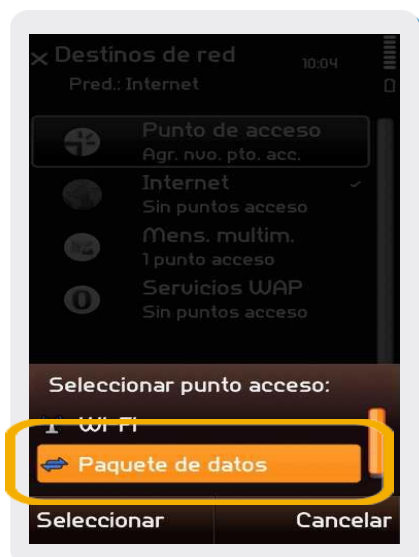 Destinos de red
10:04
Pred.: Internet
Punto de acceso
Agr. nvo. pto. acc.
Internet
Sin puntos acceso
Mens. multim.
1 punto acceso
Servicios WAP
Sin puntos acceso
Seleccionar punto acceso:
Wi-Fi
Paquete de datos
Seleccionar
Cancelar